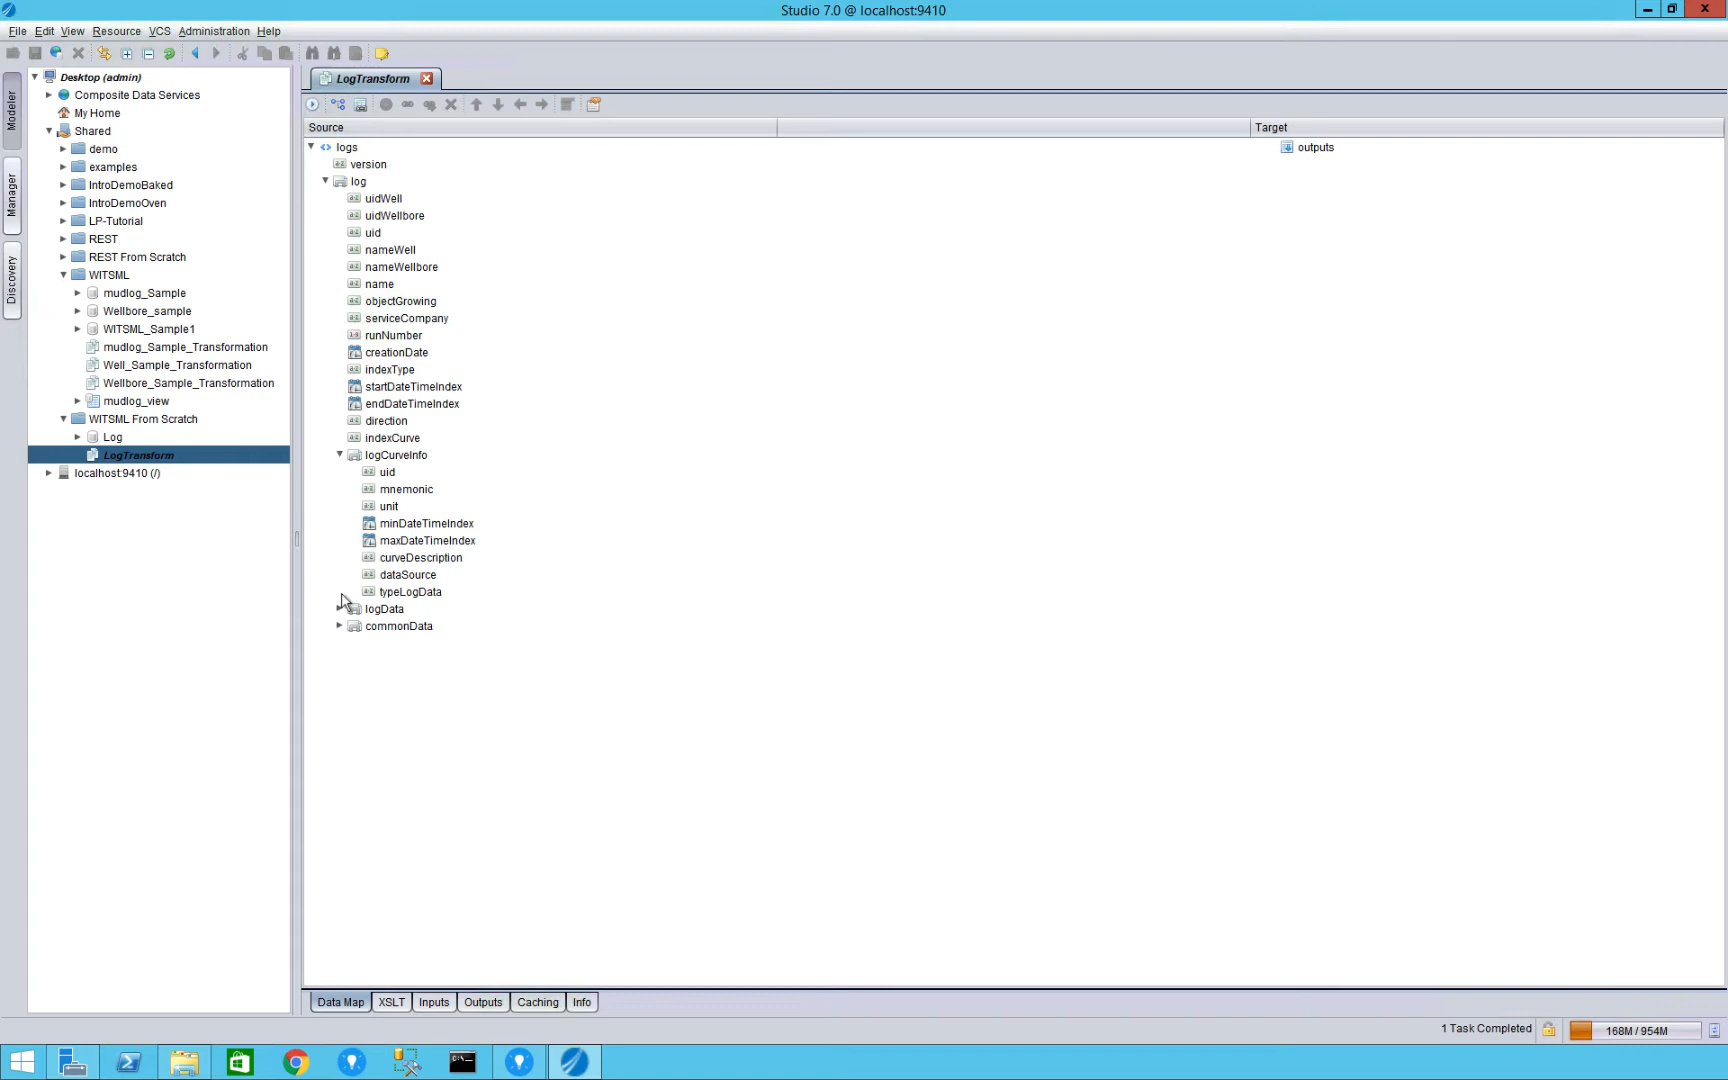 Studio 7.0 @ localhost:9410
File Edit View Resource VCS Administration Help
Modeler
Manager
Discovery
Desktop (admin)
Composite Data Services
My Home
Shared
demo
examples
IntroDemoBaked
IntroDemoOven
LP-Tutorial
REST
REST From Scratch
WITSML
mudlog_Sample
Wellbore_sample
WITSML_Sample1
mudlog_Sample_Transformation
Well_Sample_Transformation
Wellbore_Sample_Transformation
mudlog_view
WITSML From Scratch
Log
LogTransform
localhost:9410 (/)
LogTransform
Source Target
logs outputs
version
log
uidWell
uidWellbore
uid
nameWell
nameWellbore
name
objectGrowing
serviceCompany
runNumber
creationDate
indexType
startDateTimeIndex
endDateTimeIndex
direction
indexCurve
logCurveInfo
uid
mnemonic
unit
minDateTimeIndex
maxDateTimeIndex
curveDescription
dataSource
typeLogData
logData
commonData
Data Map XSLT Inputs Outputs Caching Info
1 Task Completed 168M / 954M